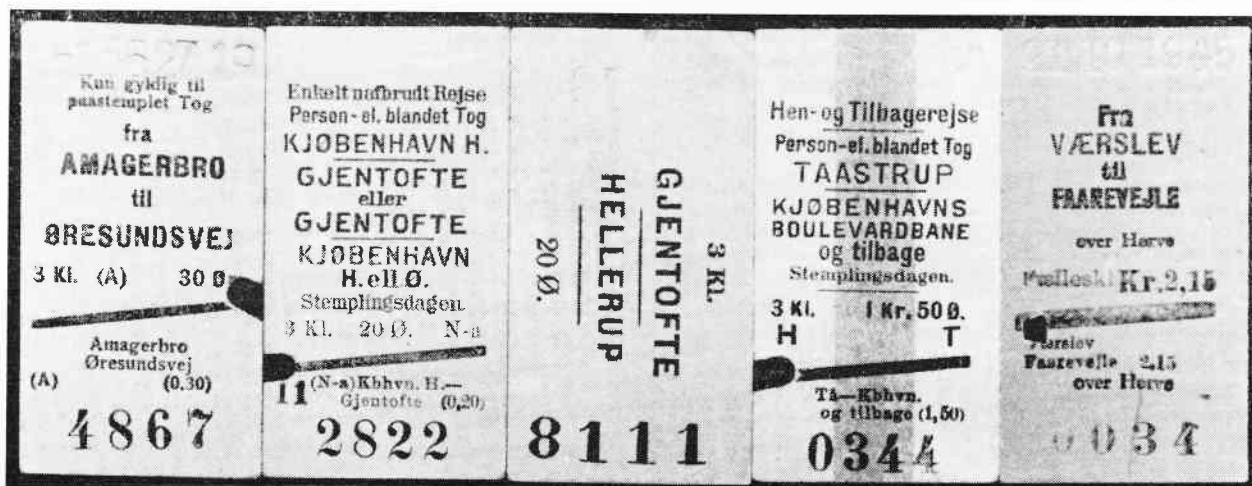 Kun gyldig til
paastemplet Tog
fra
AMAGERBRO
til
ØRESUNDSVEJ
3 Kl. (A) 30 Ø
Amagerbro
Øresundsvej
(A) (0.30)
4867
Enkelt uafbrudt Rejse
Person- el. blandet Tog
KJØBENHAVN H.
GJENTOFTE
eller
GJENTOFTE
KJØBENHAVN
H. ell. Ø.
Stemplingsdagen
3 Kl. 20 Ø. N-a
11 (N-a) Kbhvn. H.—
Gjentofte (0,20)
2822
3 Kl.
GJENTOFTE
HELLERUP
20 Ø.
8111
Hen- og Tilbagerejse
Person-el. blandet Tog
TAASTRUP
KJØBENHAVNS
BOULEVARDBANE
og tilbage
Stemplingsdagen.
3 Kl. 1 Kr. 50 Ø.
H T
Tå—Kbhvn.
og tilbage (1,50)
0344
Fra
VÆRSLEV
til
FAAREVEJLE
over Hørve
Kr. 2,15
Værslev
Faarevejle 2.15
over Hørve
0034